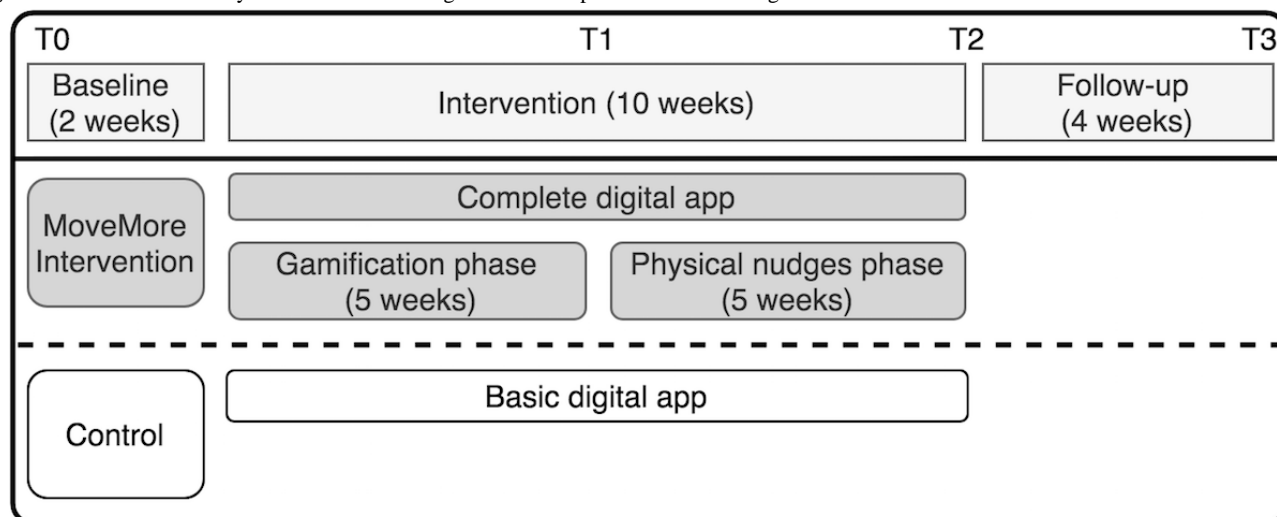 T0 T1 T2 T3
Baseline
(2 weeks)
Intervention (10 weeks)
Follow-up
(4 weeks)
MoveMore
Intervention
Complete digital app
Gamification phase
(5 weeks)
Physical nudges phase
(5 weeks)
Control
Basic digital app